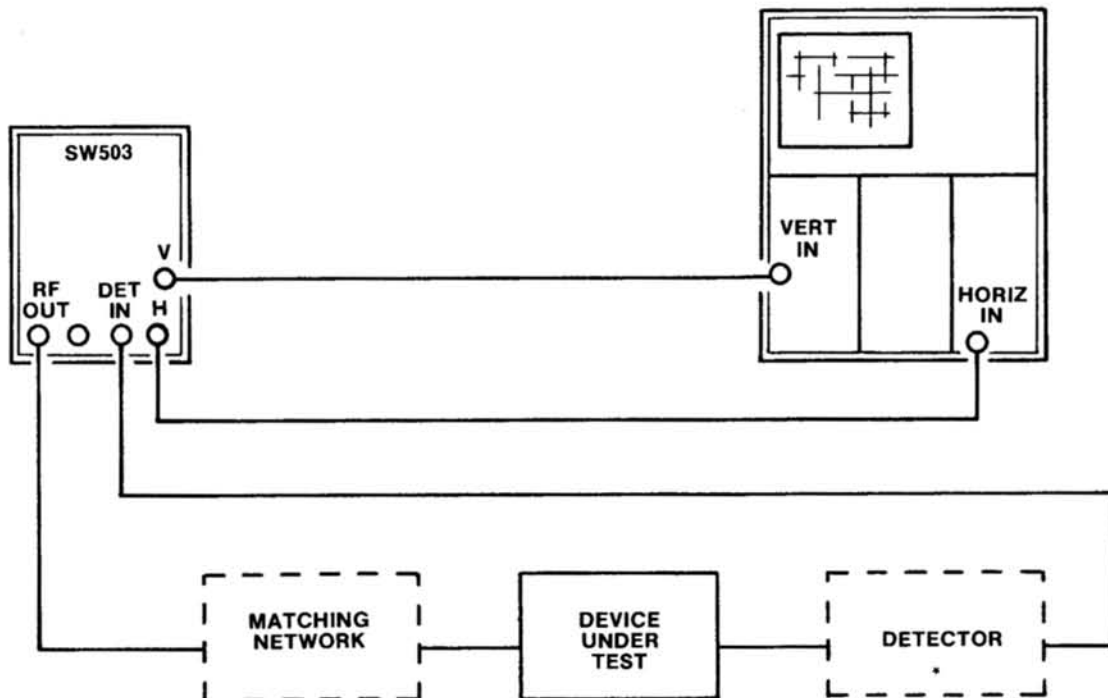 SW503
V
RF
OUT
DET
IN
H
VERT
IN
HORIZ
IN
MATCHING
NETWORK
DEVICE
UNDER
TEST
DETECTOR
*